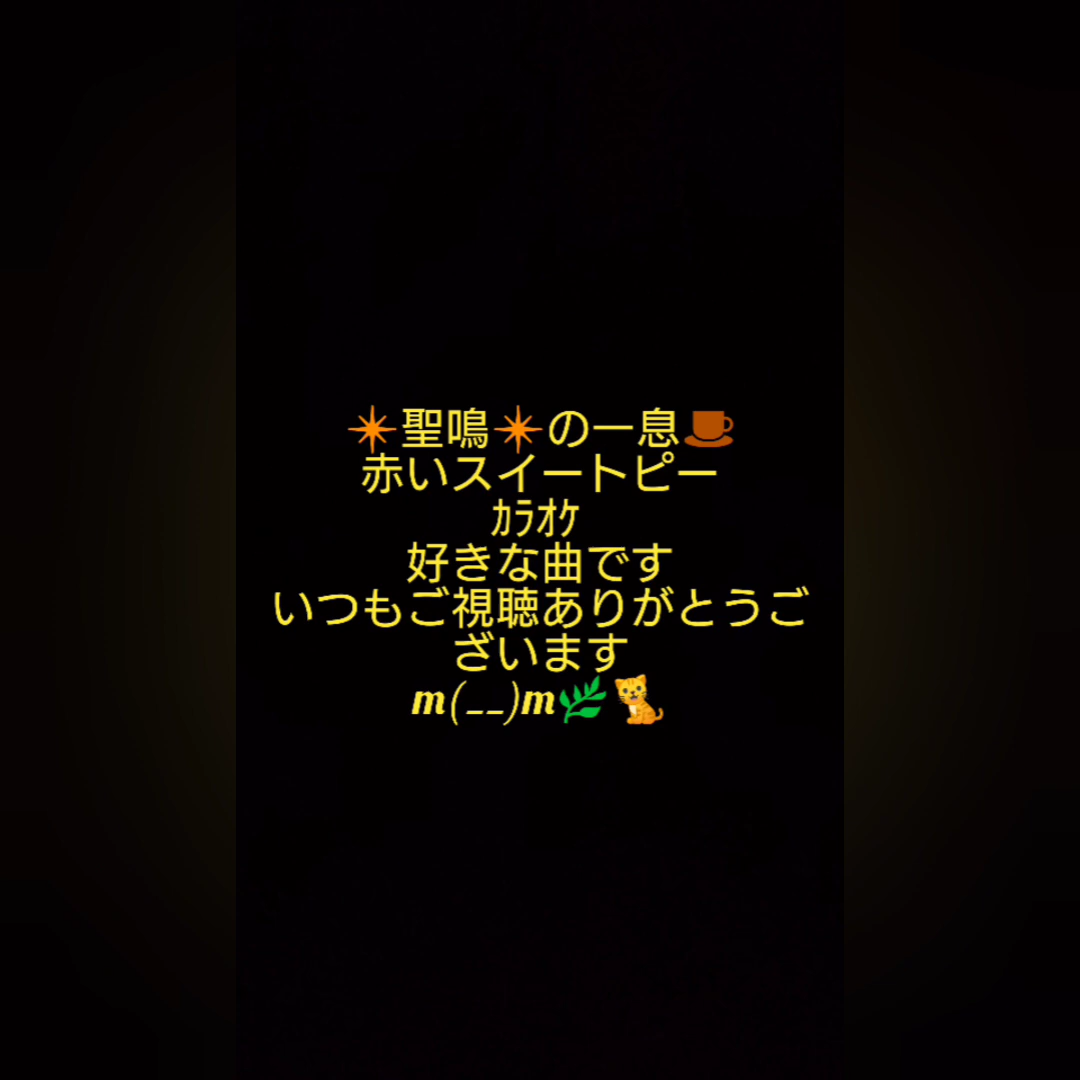 ✴聖鳴✴の一息☕
赤いスイートピー
ｶﾗｵｹ
好きな曲です
いつもご視聴ありがとうご
ざいます
m(__)m🌿🐈